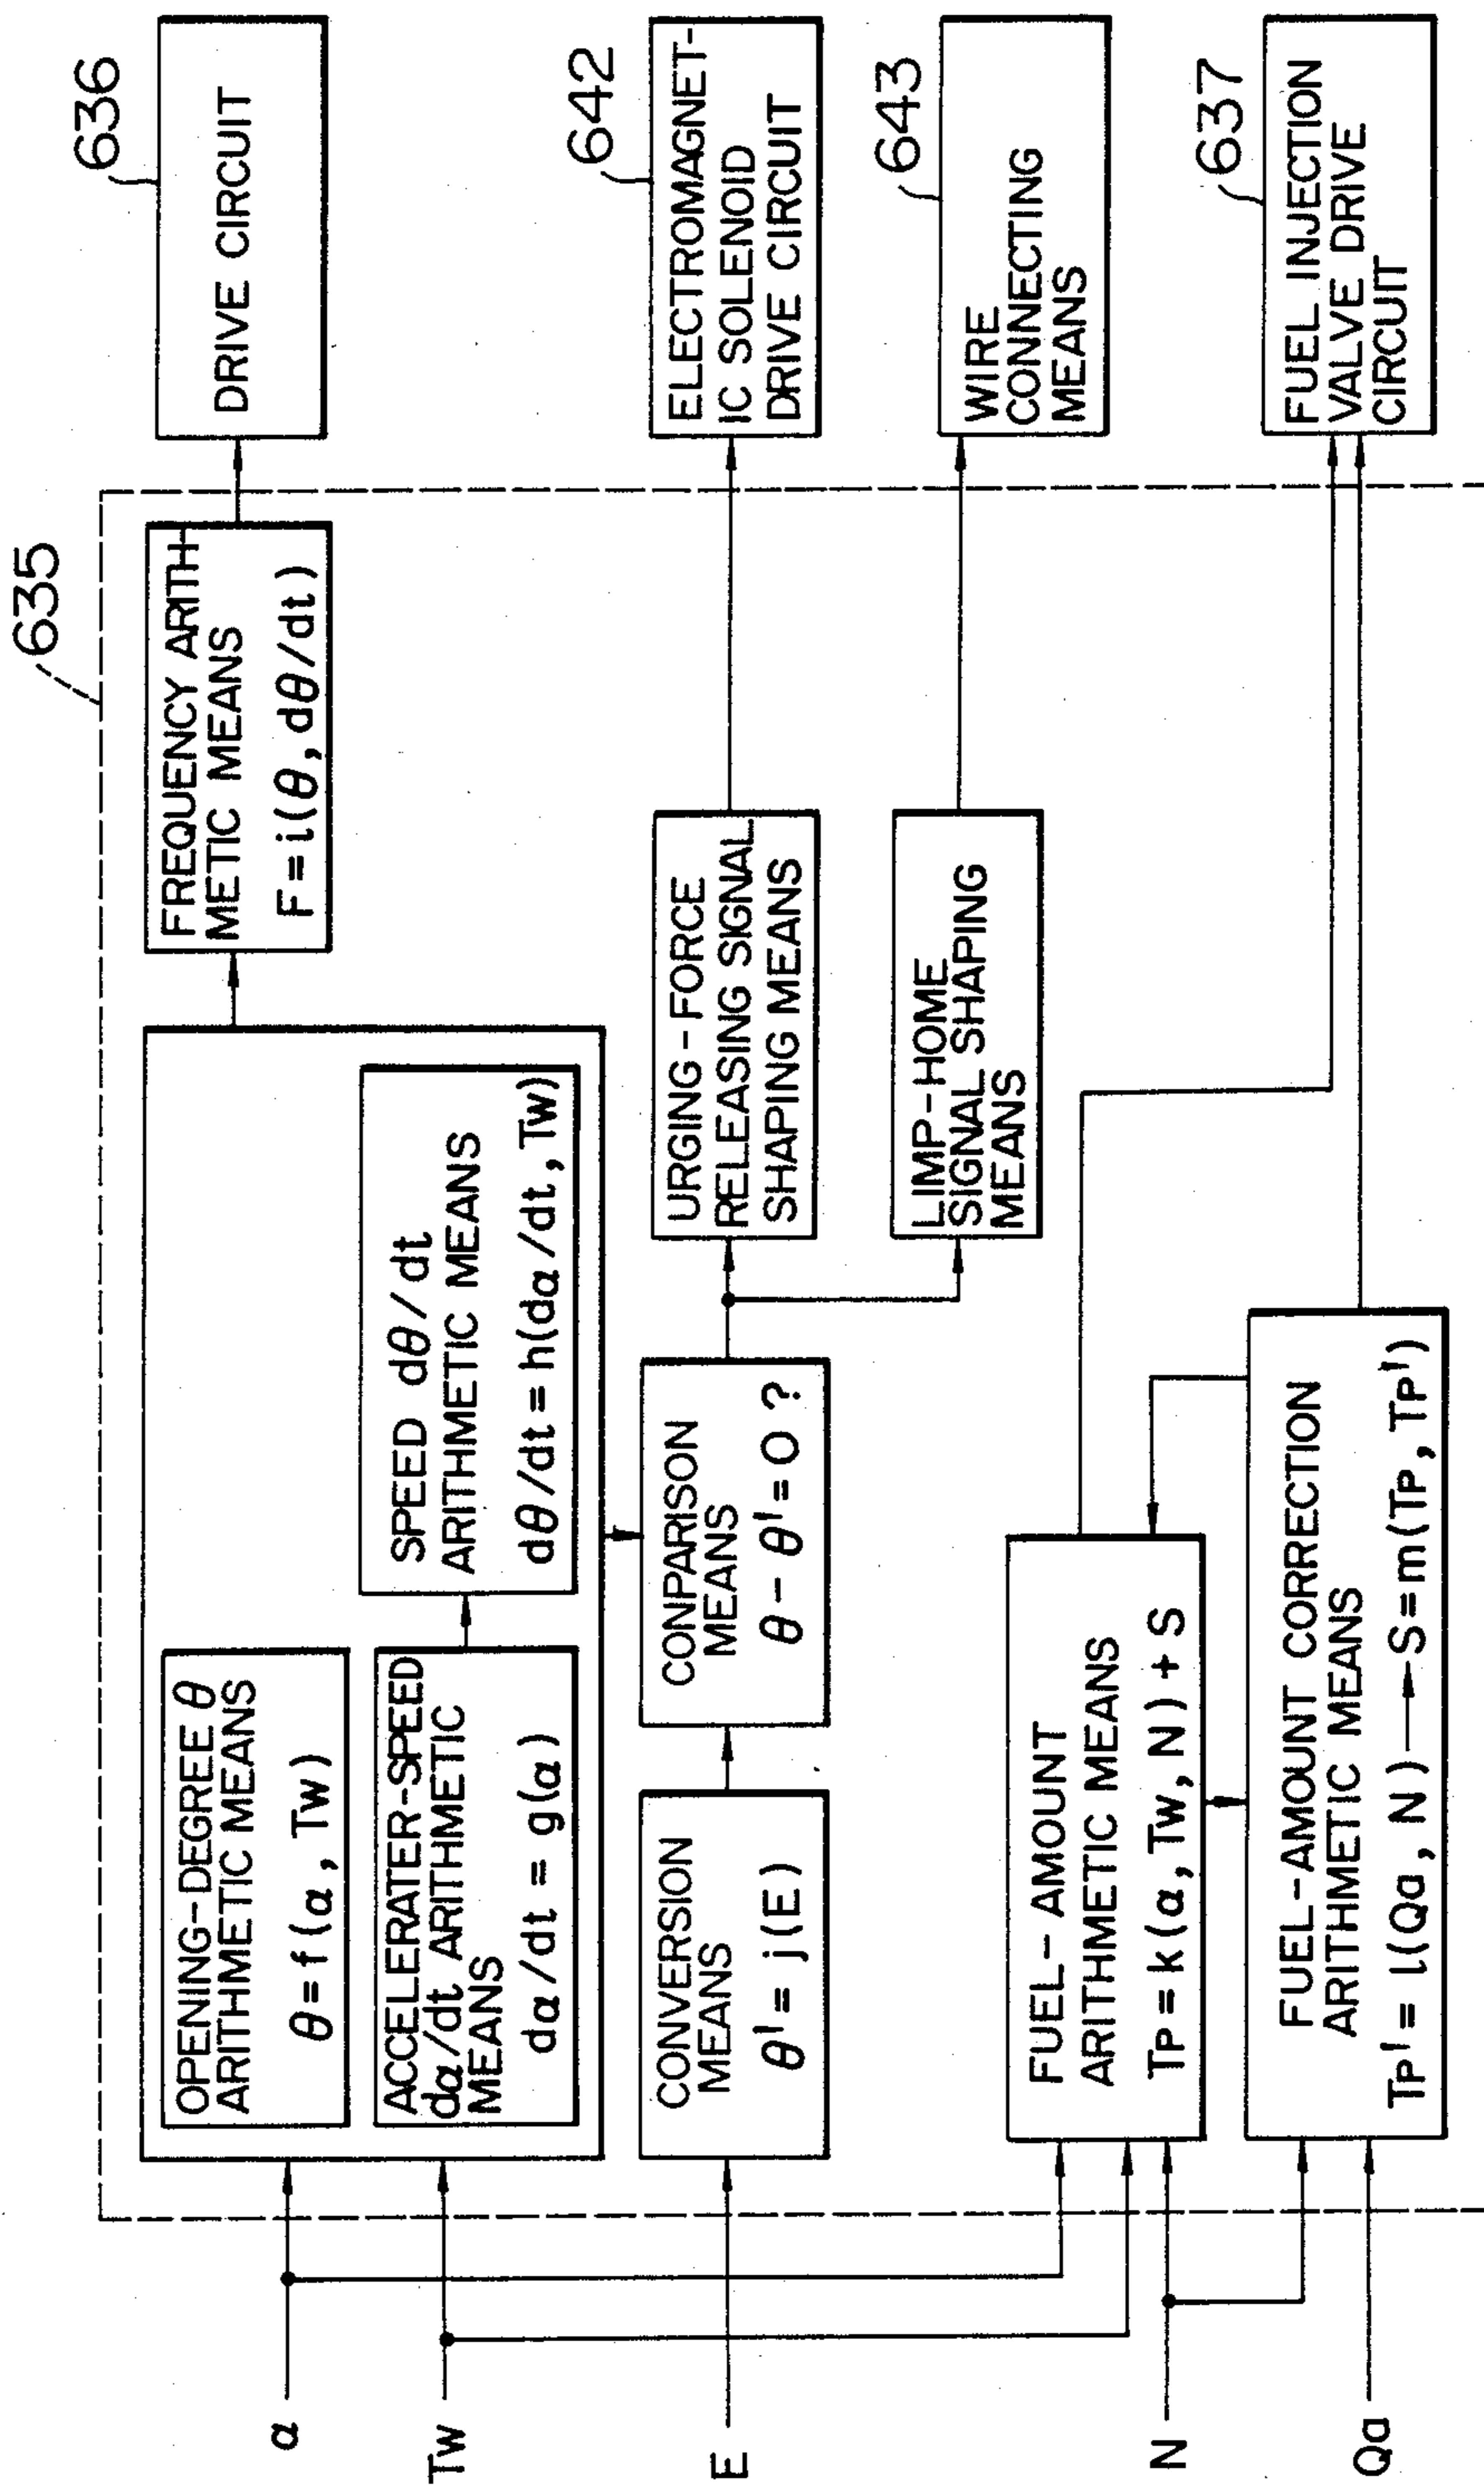 635
α
Tw
E
N
Qa
OPENING-DEGREE θ
ARITHMETIC MEANS
θ=f(α, Tw)
ACCELERATER-SPEED
dα/dt ARITHMETIC
MEANS
dα/dt = g(α)
SPEED dθ/dt
ARITHMETIC MEANS
dθ/dt=h(dα/dt, Tw)
FREQUENCY ARITH-
METIC MEANS
F=i(θ, dθ/dt)
636
DRIVE CIRCUIT
CONVERSION
MEANS
θ'= j(E)
CONPARISON
MEANS
θ - θ'=0 ?
URGING-FORCE
RELEASING SIGNAL
SHAPING MEANS
642
ELECTROMAGNET-
IC SOLENOID
DRIVE CIRCUIT
LIMP-HOME
SIGNAL SHAPING
MEANS
643
WIRE
CONNECTING
MEANS
FUEL-AMOUNT
ARITHMETIC MEANS
TP=k(α, Tw, N)+S
FUEL-AMOUNT CORRECTION
ARITHMETIC MEANS
TP'= l(Qa, N) → S=m(TP, TP')
637
FUEL INJECTION
VALVE DRIVE
CIRCUIT